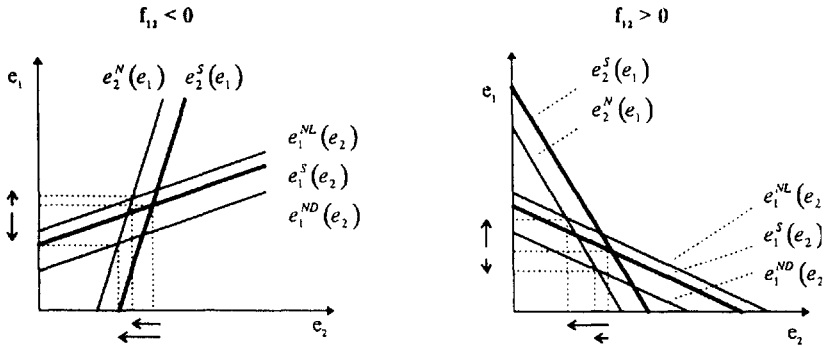 f₁₂ < 0
e₁
e₂ᴺ(e₁) e₂ˢ(e₁)
e₁ᴺᴸ(e₂)
e₁ˢ(e₂)
e₁ᴺᴰ(e₂)
e₂
f₁₂ > 0
e₁
e₂ˢ(e₁)
e₂ᴺ(e₁)
e₁ᴺᴸ(e₂
e₁ˢ(e₂)
e₁ᴺᴰ(e₂
e₂